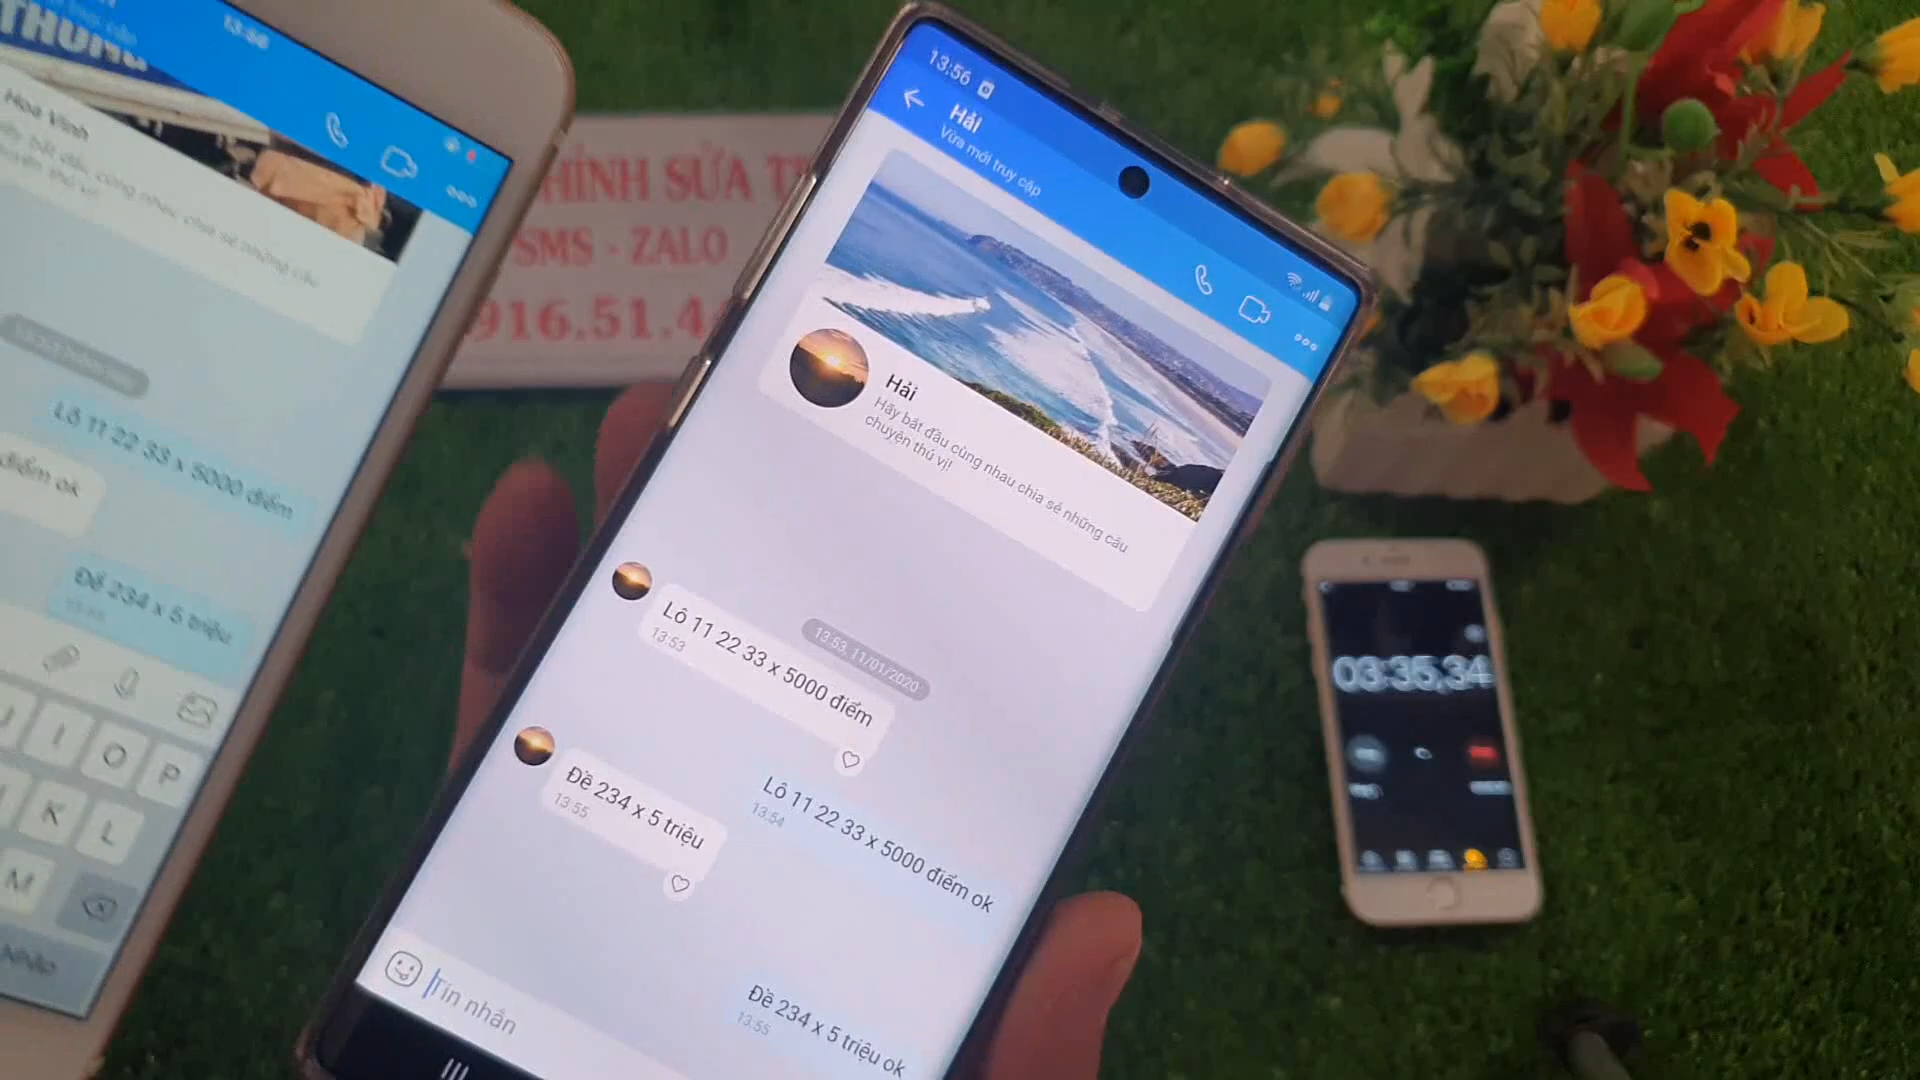 13:56
Hoa Vinh
Lô 11 22 33 x 5000 điểm
điểm ok
Đề 234 x 5 triệu
I O P
K L
M
HÌNH SỬA T
SMS - ZALO
916.51.4
13:56
Hải
Vừa mới truy cập
Hải
Hãy bắt đầu cùng nhau chia sẻ những câu
chuyện thú vị!
13:53, 11/01/2020
Lô 11 22 33 x 5000 điểm
13:53
Lô 11 22 33 x 5000 điểm ok
13:54
Đề 234 x 5 triệu
13:55
Đề 234 x 5 triệu ok
13:55
Tin nhắn
03:35,34